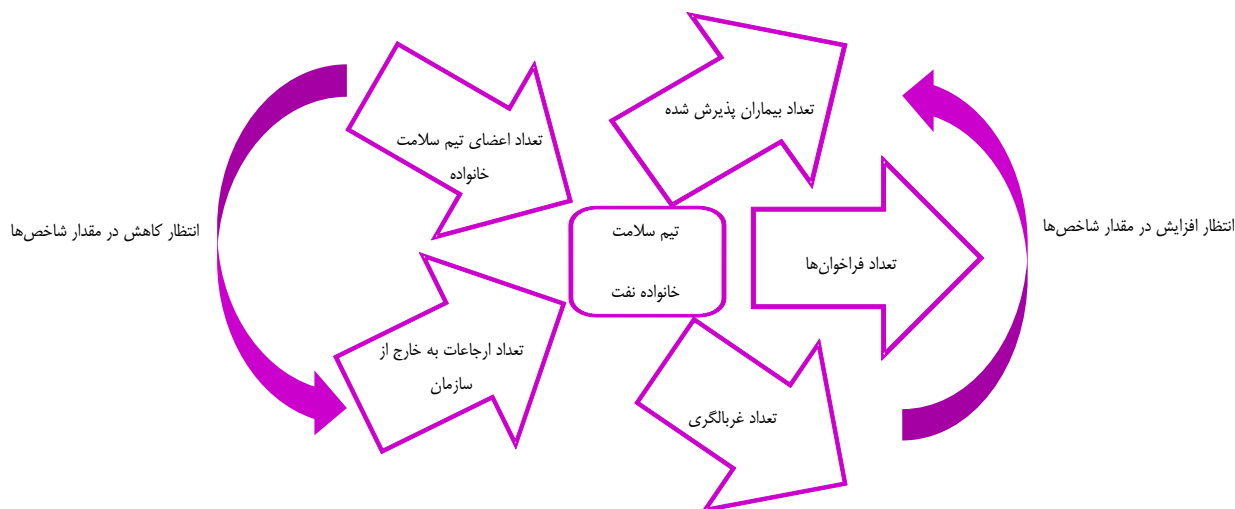 تعداد بیماران پذیرش شده
تعداد اعضای تیم سلامت
خانواده
انتظار افزایش در مقدار شاخص‌ها
انتظار کاهش در مقدار شاخص‌ها
تیم سلامت
خانواده نفت
تعداد فراخوان‌ها
تعداد ارجاعات به خارج از
سازمان
تعداد غربالگری